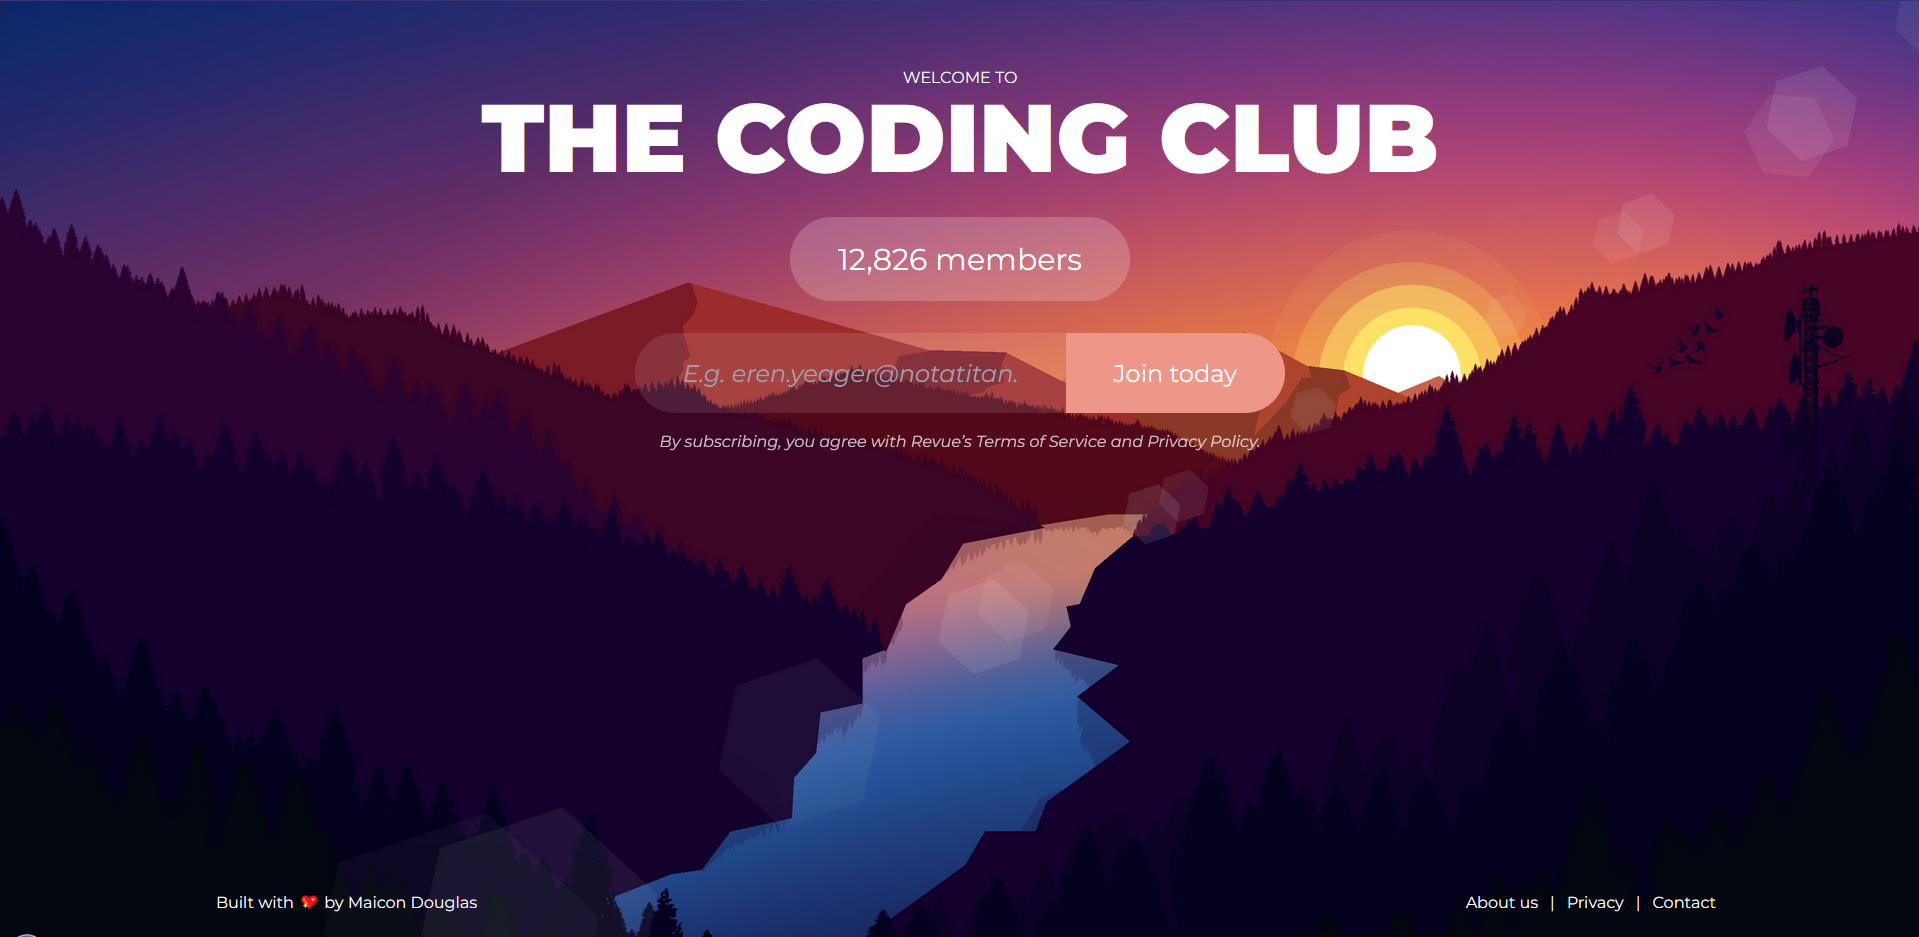 WELCOME TO
THE CODING CLUB
12,826 members
E.g. eren.yeager@notatitan.
Join today
By subscribing, you agree with Revue’s Terms of Service and Privacy Policy.
Built with 💖 by Maicon Douglas
About us | Privacy | Contact